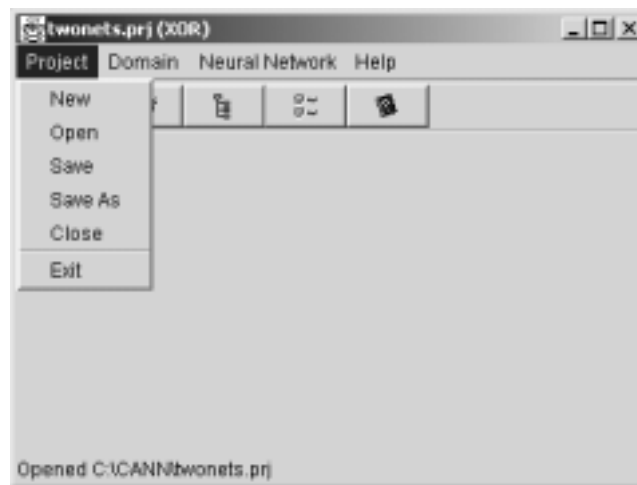 twonets.prj (XOR)
Project Domain Neural Network Help
New
Open
Save
Save As
Close
Exit
Opened C:\CANN\twonets.prj